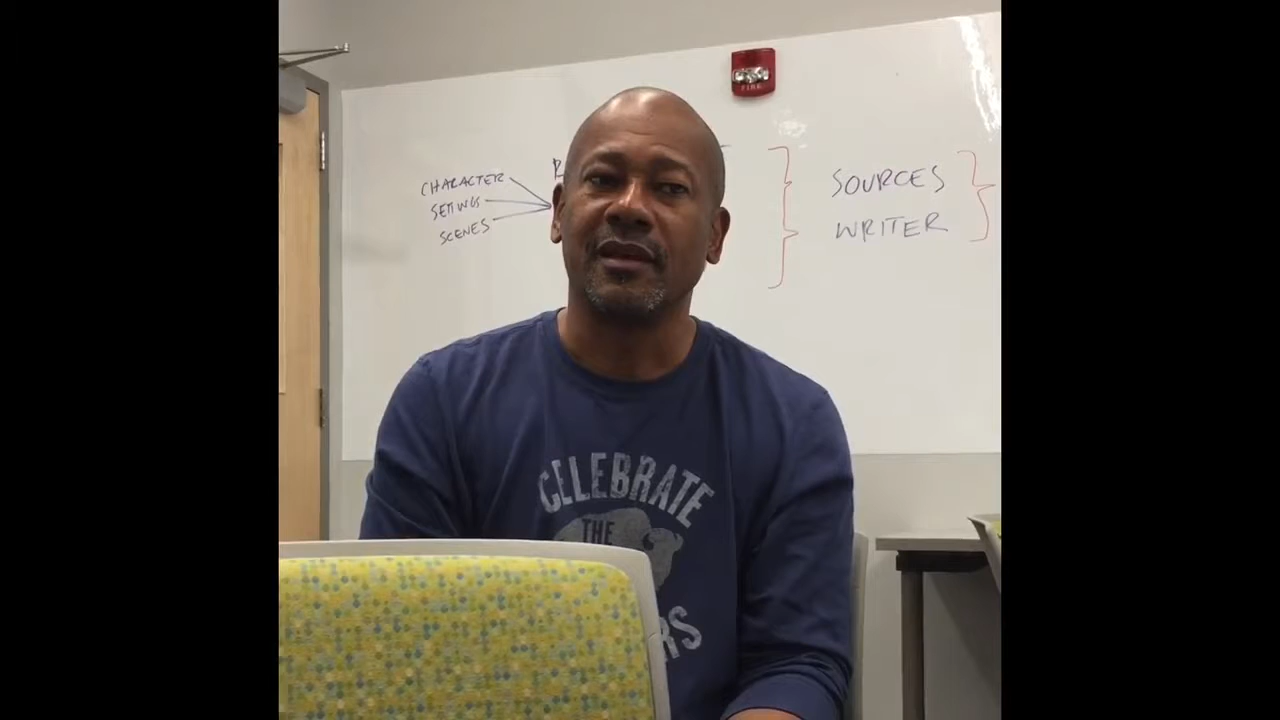 FIRE
CHARACTER
SETTINGS
SCENES
SOURCES
WRITER
CELEBRATE
THE